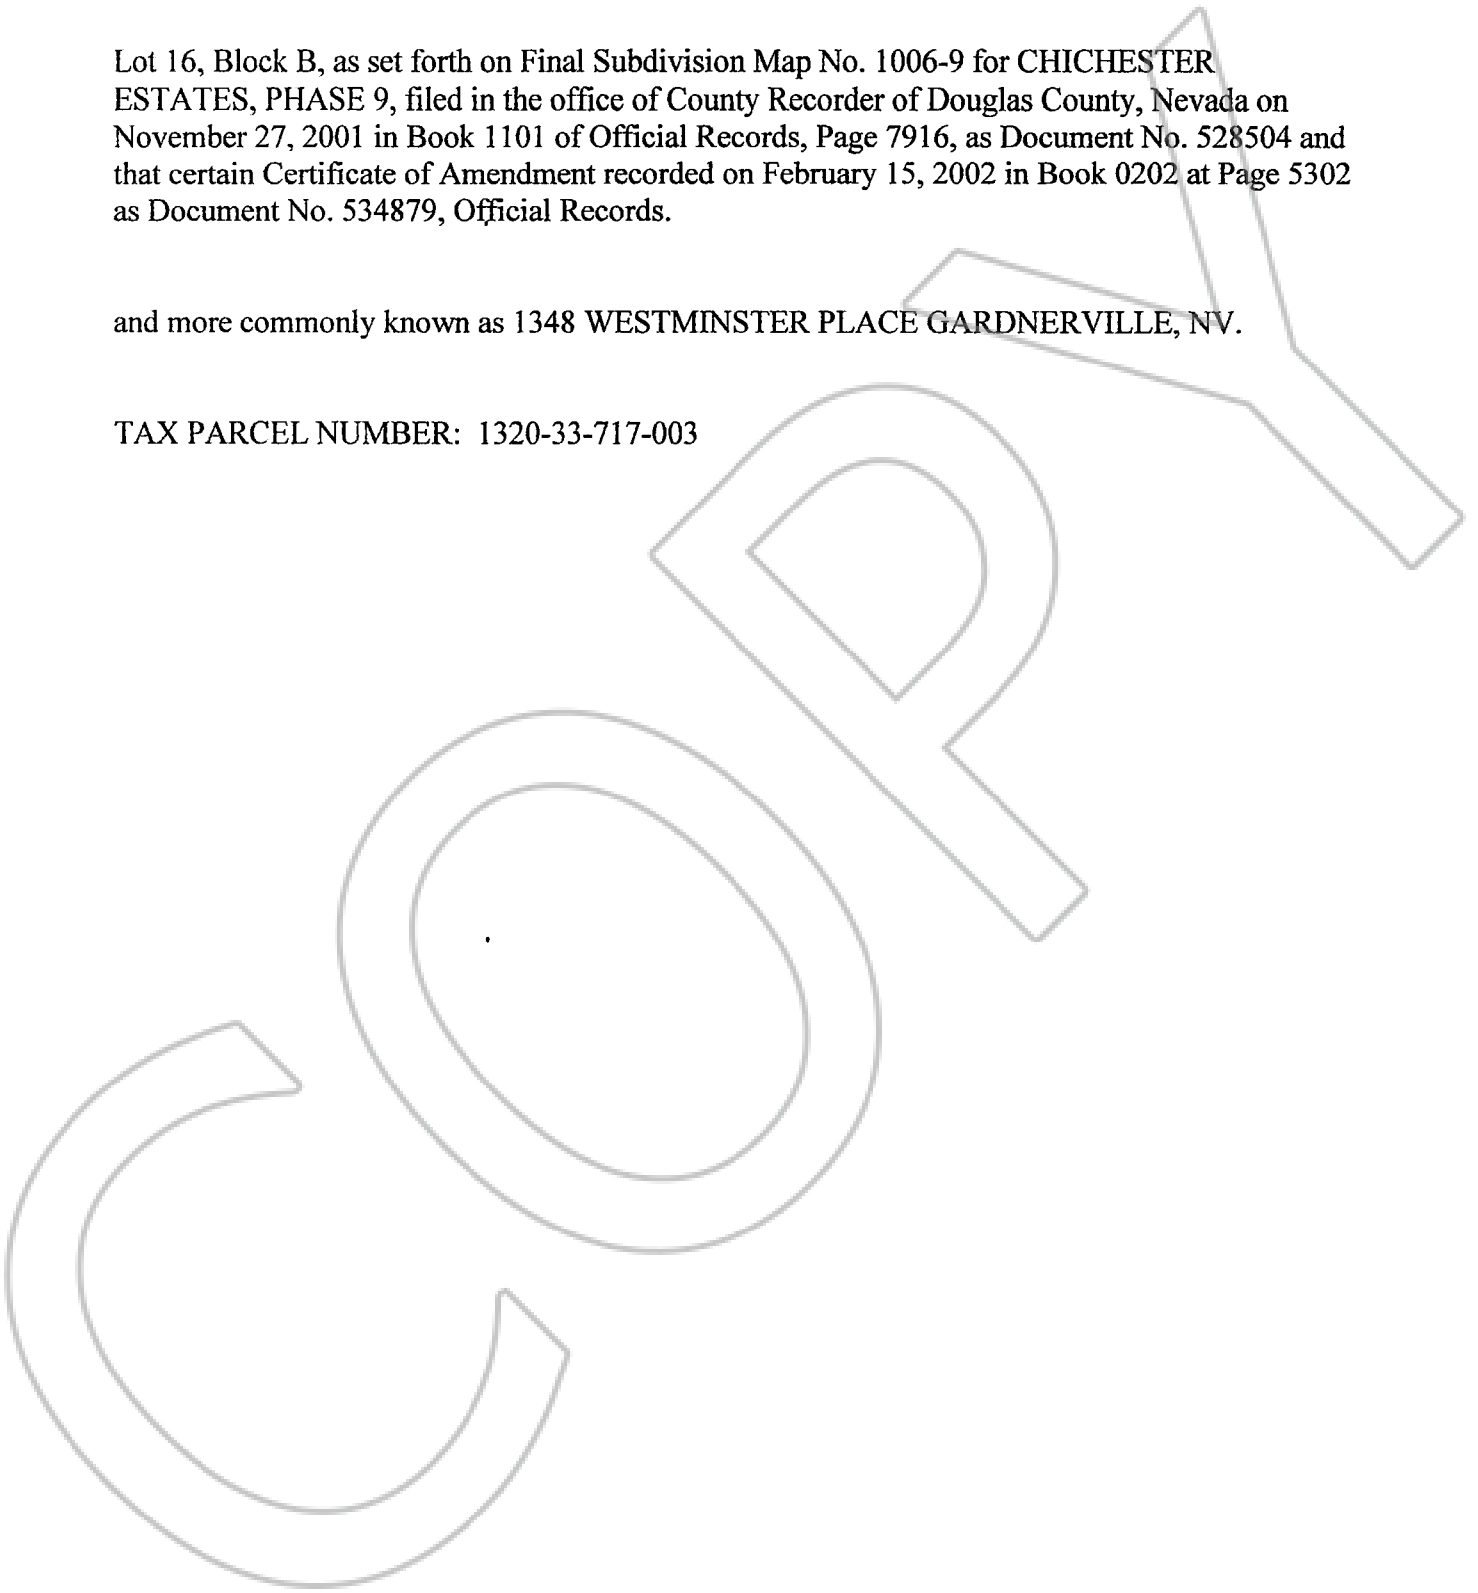 Lot 16, Block B, as set forth on Final Subdivision Map No. 1006-9 for CHICHESTER
ESTATES, PHASE 9, filed in the office of County Recorder of Douglas County, Nevada on
November 27, 2001 in Book 1101 of Official Records, Page 7916, as Document No. 528504 and
that certain Certificate of Amendment recorded on February 15, 2002 in Book 0202 at Page 5302
as Document No. 534879, Official Records.
and more commonly known as 1348 WESTMINSTER PLACE GARDNERVILLE, NV.
TAX PARCEL NUMBER: 1320-33-717-003
COPY